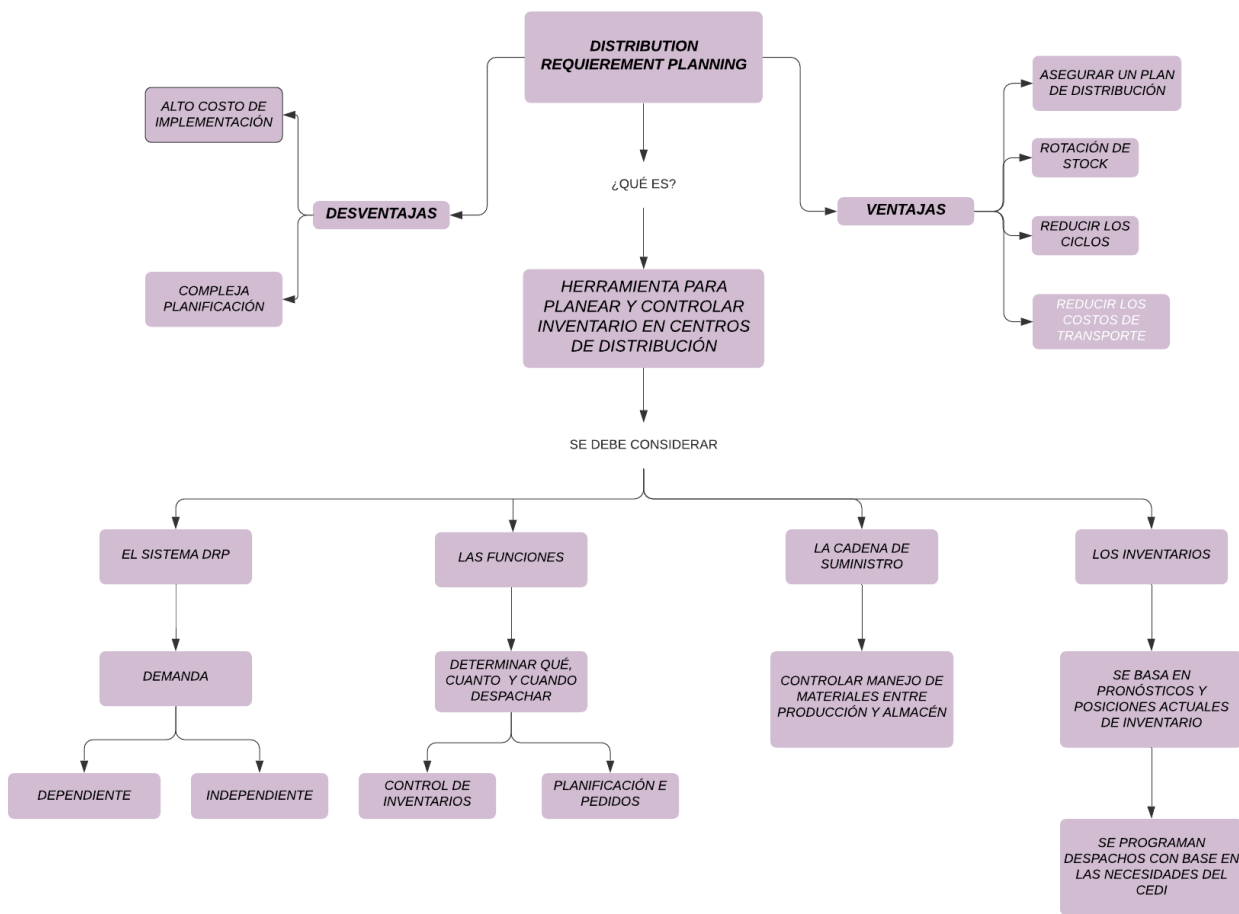 DISTRIBUTION
REQUIEREMENT PLANNING
ALTO COSTO DE
IMPLEMENTACIÓN
DESVENTAJAS
COMPLEJA
PLANIFICACIÓN
¿QUÉ ES?
VENTAJAS
ASEGURAR UN PLAN
DE DISTRIBUCIÓN
ROTACIÓN DE
STOCK
REDUCIR LOS
CICLOS
REDUCIR LOS
COSTOS DE
TRANSPORTE
HERRAMIENTA PARA
PLANEAR Y CONTROLAR
INVENTARIO EN CENTROS
DE DISTRIBUCIÓN
SE DEBE CONSIDERAR
EL SISTEMA DRP
DEMANDA
DEPENDIENTE
INDEPENDIENTE
LAS FUNCIONES
DETERMINAR QUÉ,
CUANTO Y CUANDO
DESPACHAR
CONTROL DE
INVENTARIOS
PLANIFICACIÓN E
PEDIDOS
LA CADENA DE
SUMINISTRO
CONTROLAR MANEJO DE
MATERIALES ENTRE
PRODUCCIÓN Y ALMACÉN
LOS INVENTARIOS
SE BASA EN
PRONÓSTICOS Y
POSICIONES ACTUALES
DE INVENTARIO
SE PROGRAMAN
DESPACHOS CON BASE EN
LAS NECESIDADES DEL
CEDI